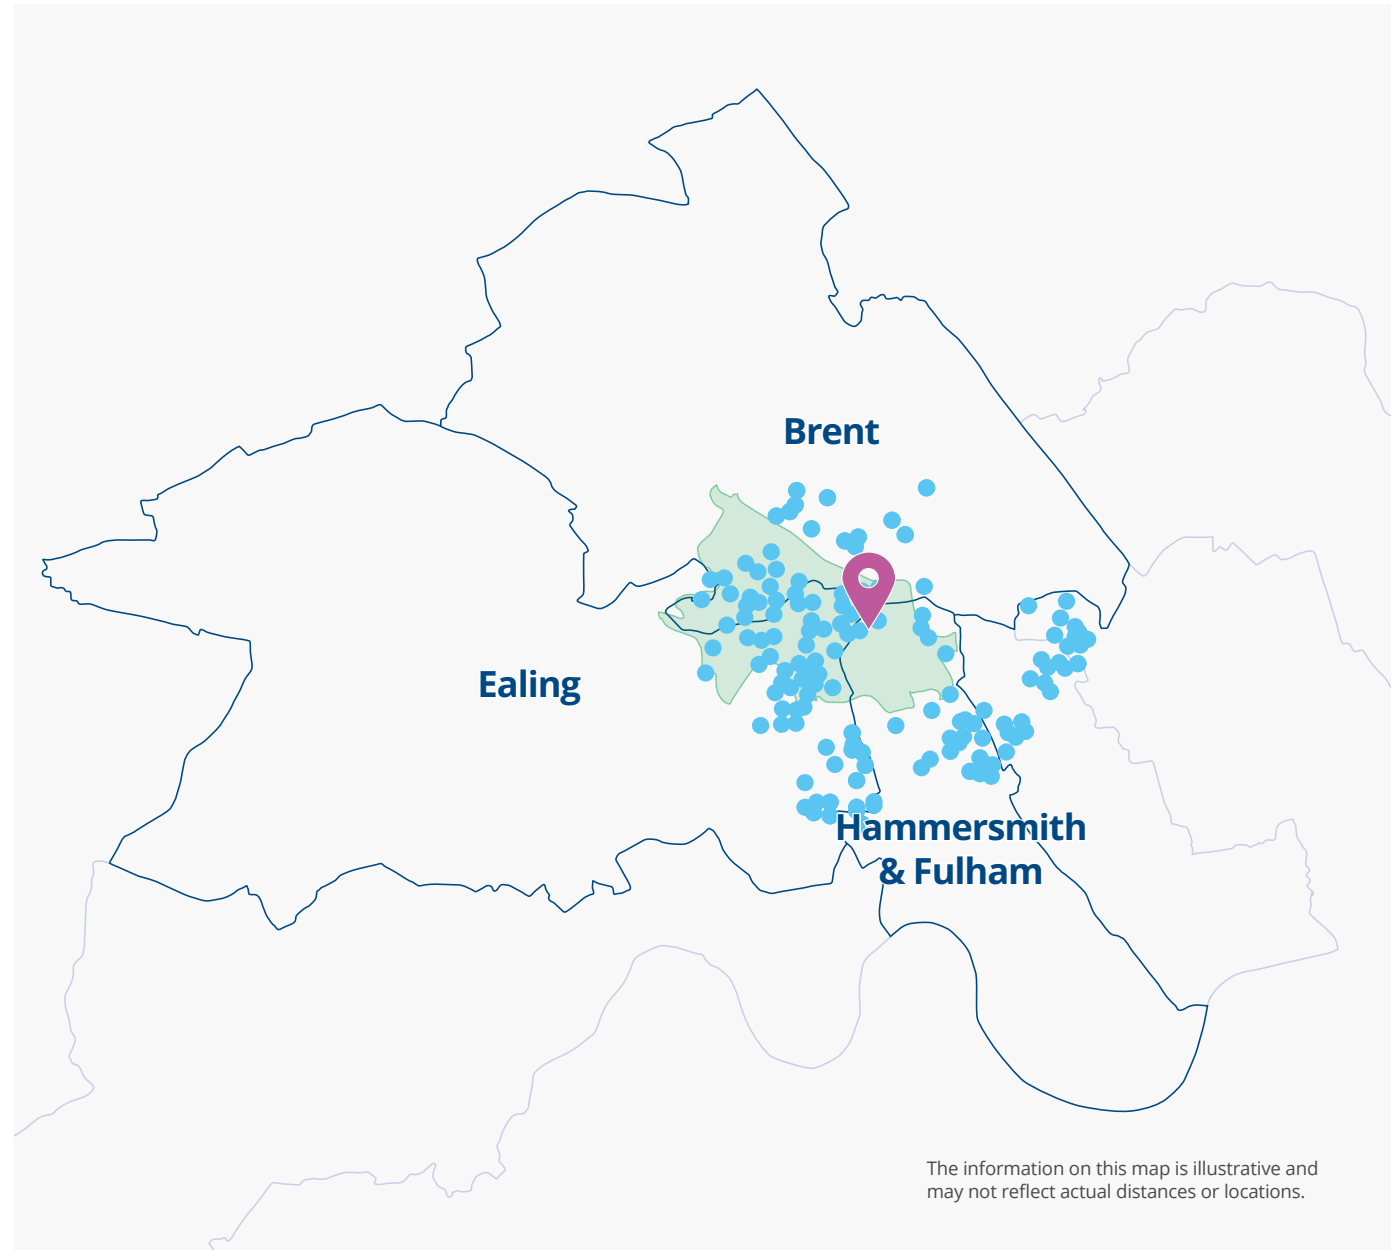 Brent
Ealing
Hammersmith
& Fulham
The information on this map is illustrative and
may not reflect actual distances or locations.